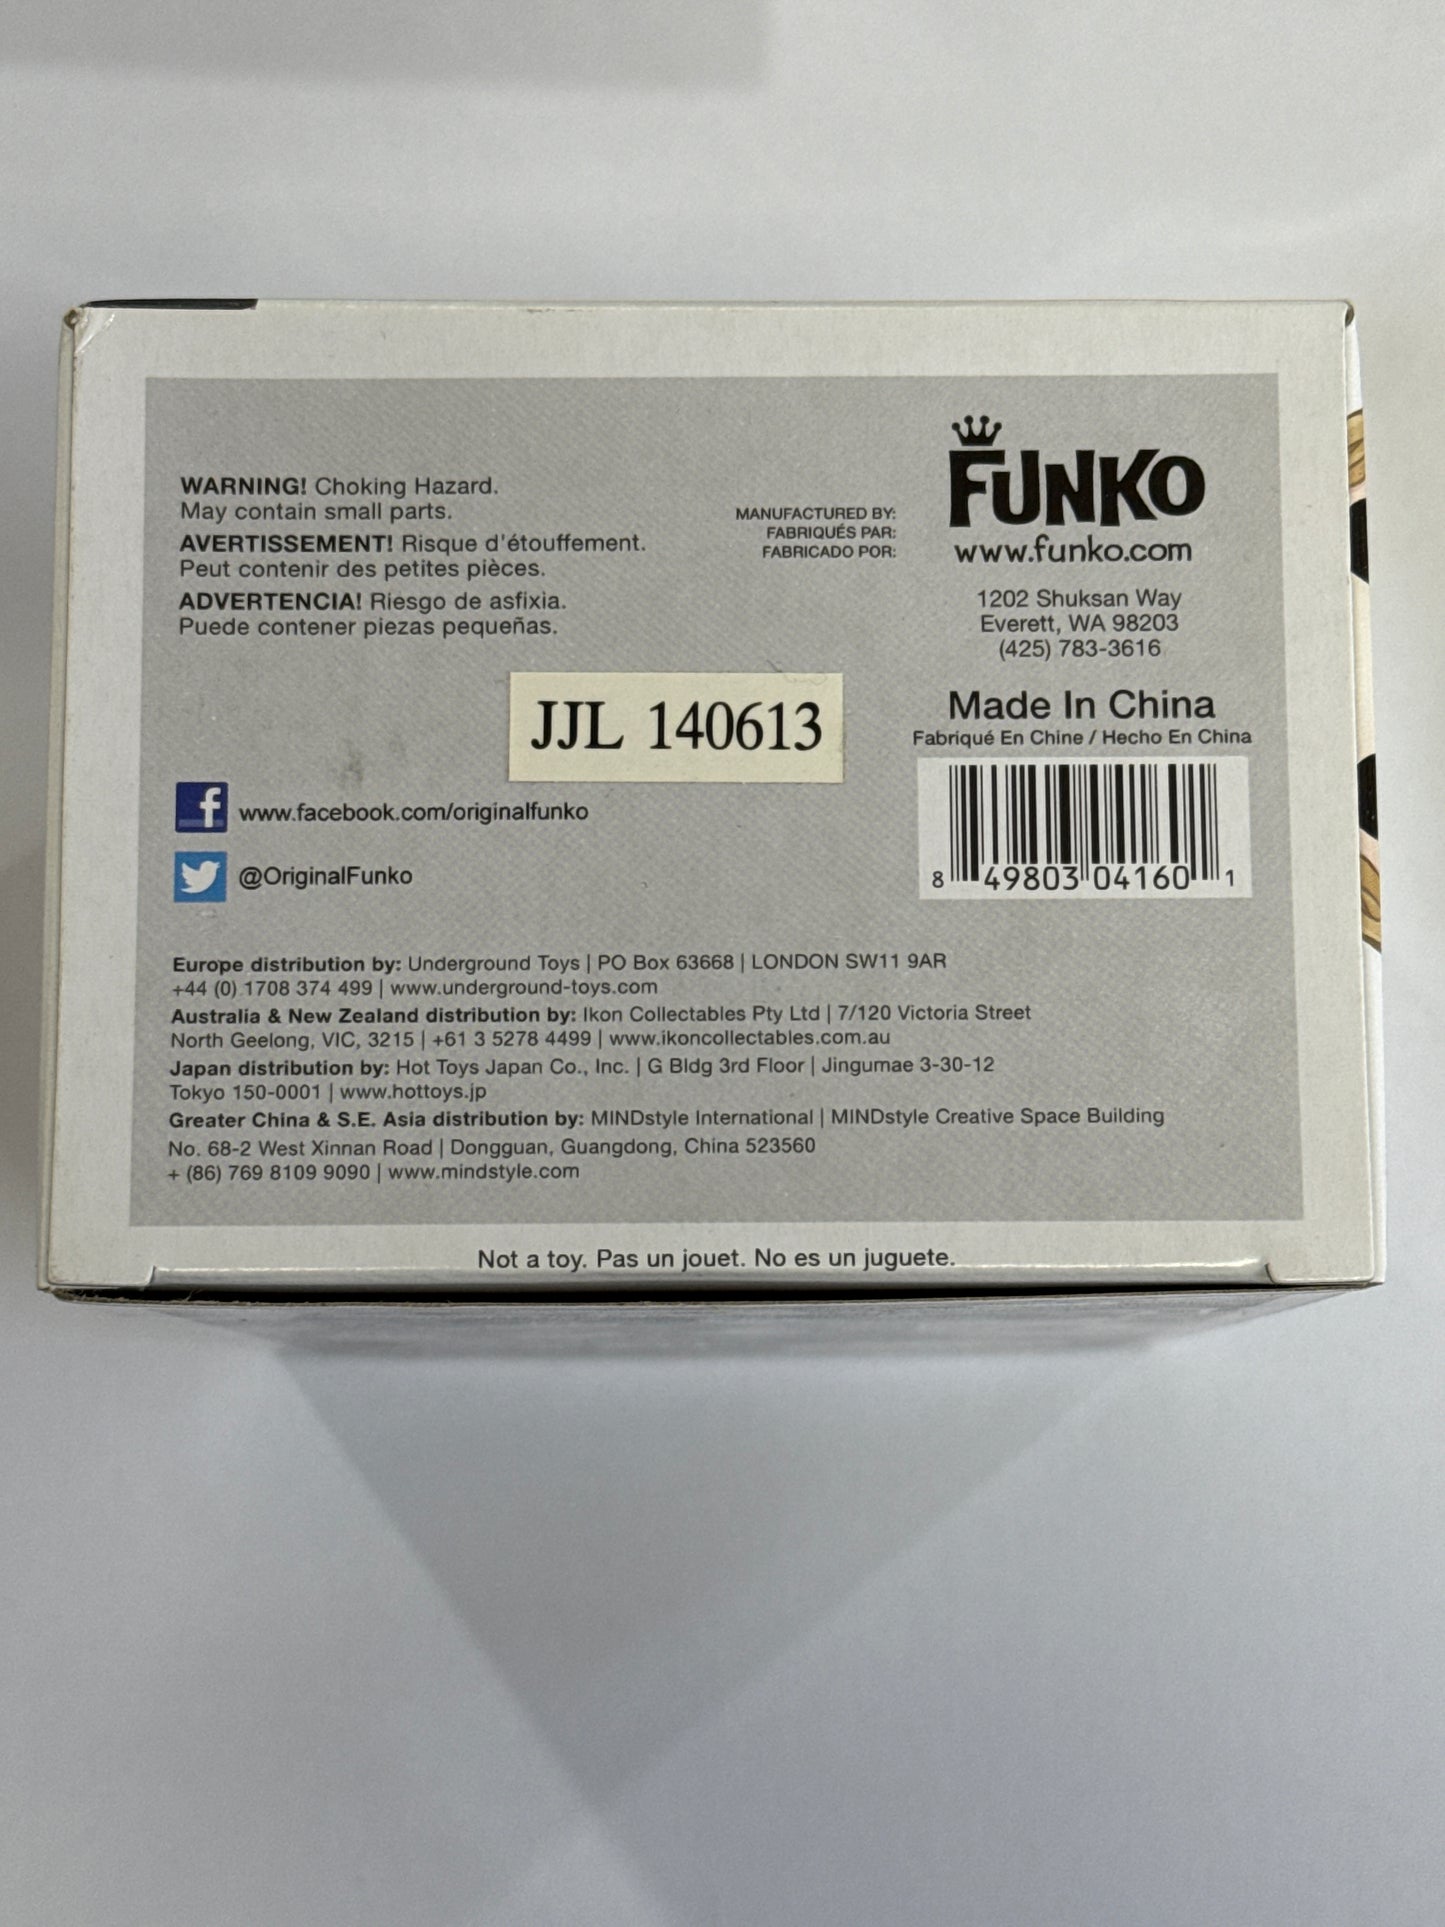 WARNING! Choking Hazard.
May contain small parts.
AVERTISSEMENT! Risque d'étouffement.
Peut contenir des petites pièces.
ADVERTENCIA! Riesgo de asfixia.
Puede contener piezas pequeñas.
MANUFACTURED BY:
FABRIQUÉS PAR:
FABRICADO POR:
FUNKO
www.funko.com
1202 Shuksan Way
Everett, WA 98203
(425) 783-3616
JJL 140613
Made In China
Fabriqué En Chine / Hecho En China
8 49803 04160 1
f www.facebook.com/originalfunko
@OriginalFunko
Europe distribution by: Underground Toys | PO Box 63668 | LONDON SW11 9AR
+44 (0) 1708 374 499 | www.underground-toys.com
Australia & New Zealand distribution by: Ikon Collectables Pty Ltd | 7/120 Victoria Street
North Geelong, VIC, 3215 | +61 3 5278 4499 | www.ikoncollectables.com.au
Japan distribution by: Hot Toys Japan Co., Inc. | G Bldg 3rd Floor | Jingumae 3-30-12
Tokyo 150-0001 | www.hottoys.jp
Greater China & S.E. Asia distribution by: MINDstyle International | MINDstyle Creative Space Building
No. 68-2 West Xinnan Road | Dongguan, Guangdong, China 523560
+ (86) 769 8109 9090 | www.mindstyle.com
Not a toy. Pas un jouet. No es un juguete.